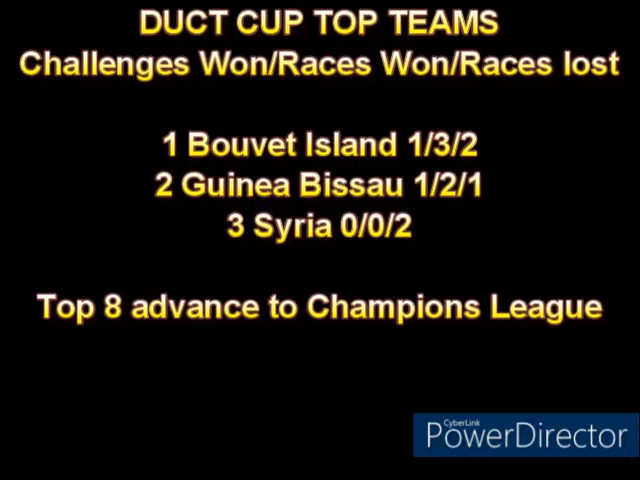 DUCT CUP TOP TEAMS
Challenges Won/Races Won/Races lost
1 Bouvet Island 1/3/2
2 Guinea Bissau 1/2/1
3 Syria 0/0/2
Top 8 advance to Champions League
CyberLink
PowerDirector